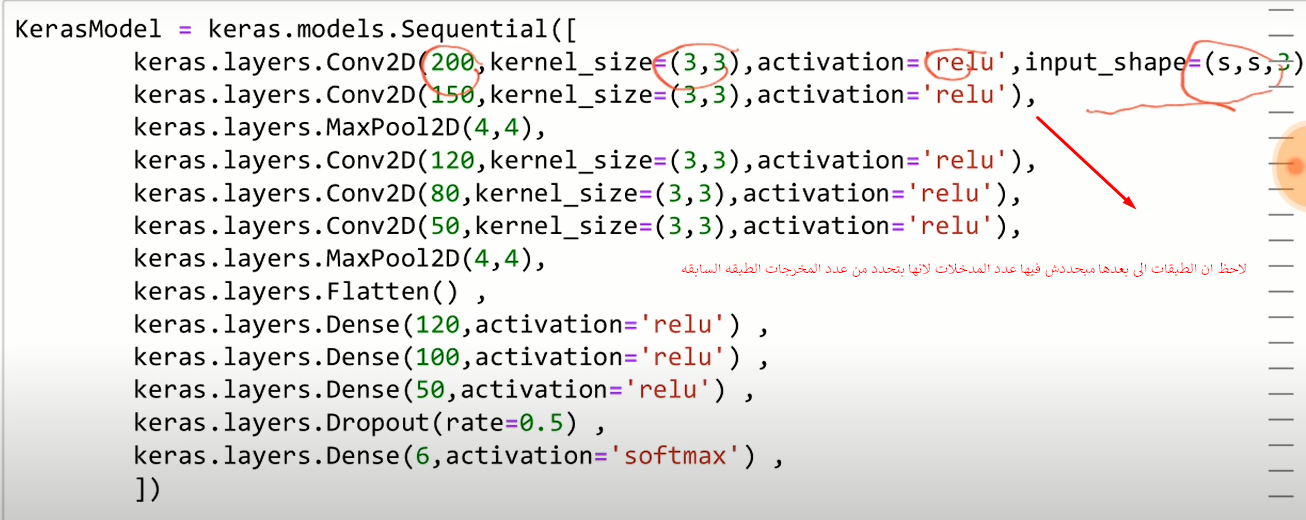 KerasModel = keras.models.Sequential([
keras.layers.Conv2D(200,kernel_size=(3,3),activation='relu',input_shape=(s,s,3)
keras.layers.Conv2D(150,kernel_size=(3,3),activation='relu'),
keras.layers.MaxPool2D(4,4),
keras.layers.Conv2D(120,kernel_size=(3,3),activation='relu'),
keras.layers.Conv2D(80,kernel_size=(3,3),activation='relu'),
keras.layers.Conv2D(50,kernel_size=(3,3),activation='relu'),
keras.layers.MaxPool2D(4,4),
لاحظ ان الطبقات الى بعدها مبحددش فيها عدد المدخلات لانها بتحدد من عدد المخرجات الطبقه السابقه
keras.layers.Flatten() ,
keras.layers.Dense(120,activation='relu') ,
keras.layers.Dense(100,activation='relu') ,
keras.layers.Dense(50,activation='relu') ,
keras.layers.Dropout(rate=0.5) ,
keras.layers.Dense(6,activation='softmax') ,
])